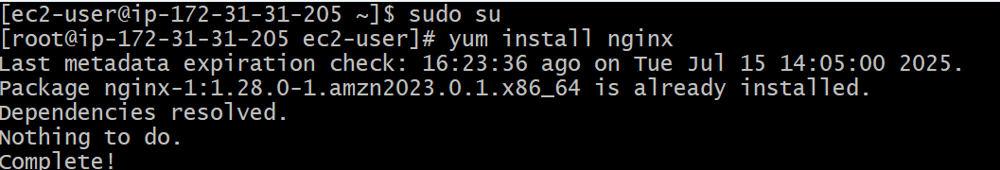 [ec2-user@ip-172-31-31-205 ~]$ sudo su
[root@ip-172-31-31-205 ec2-user]# yum install nginx
Last metadata expiration check: 16:23:36 ago on Tue Jul 15 14:05:00 2025.
Package nginx-1:1.28.0-1.amzn2023.0.1.x86_64 is already installed.
Dependencies resolved.
Nothing to do.
Complete!